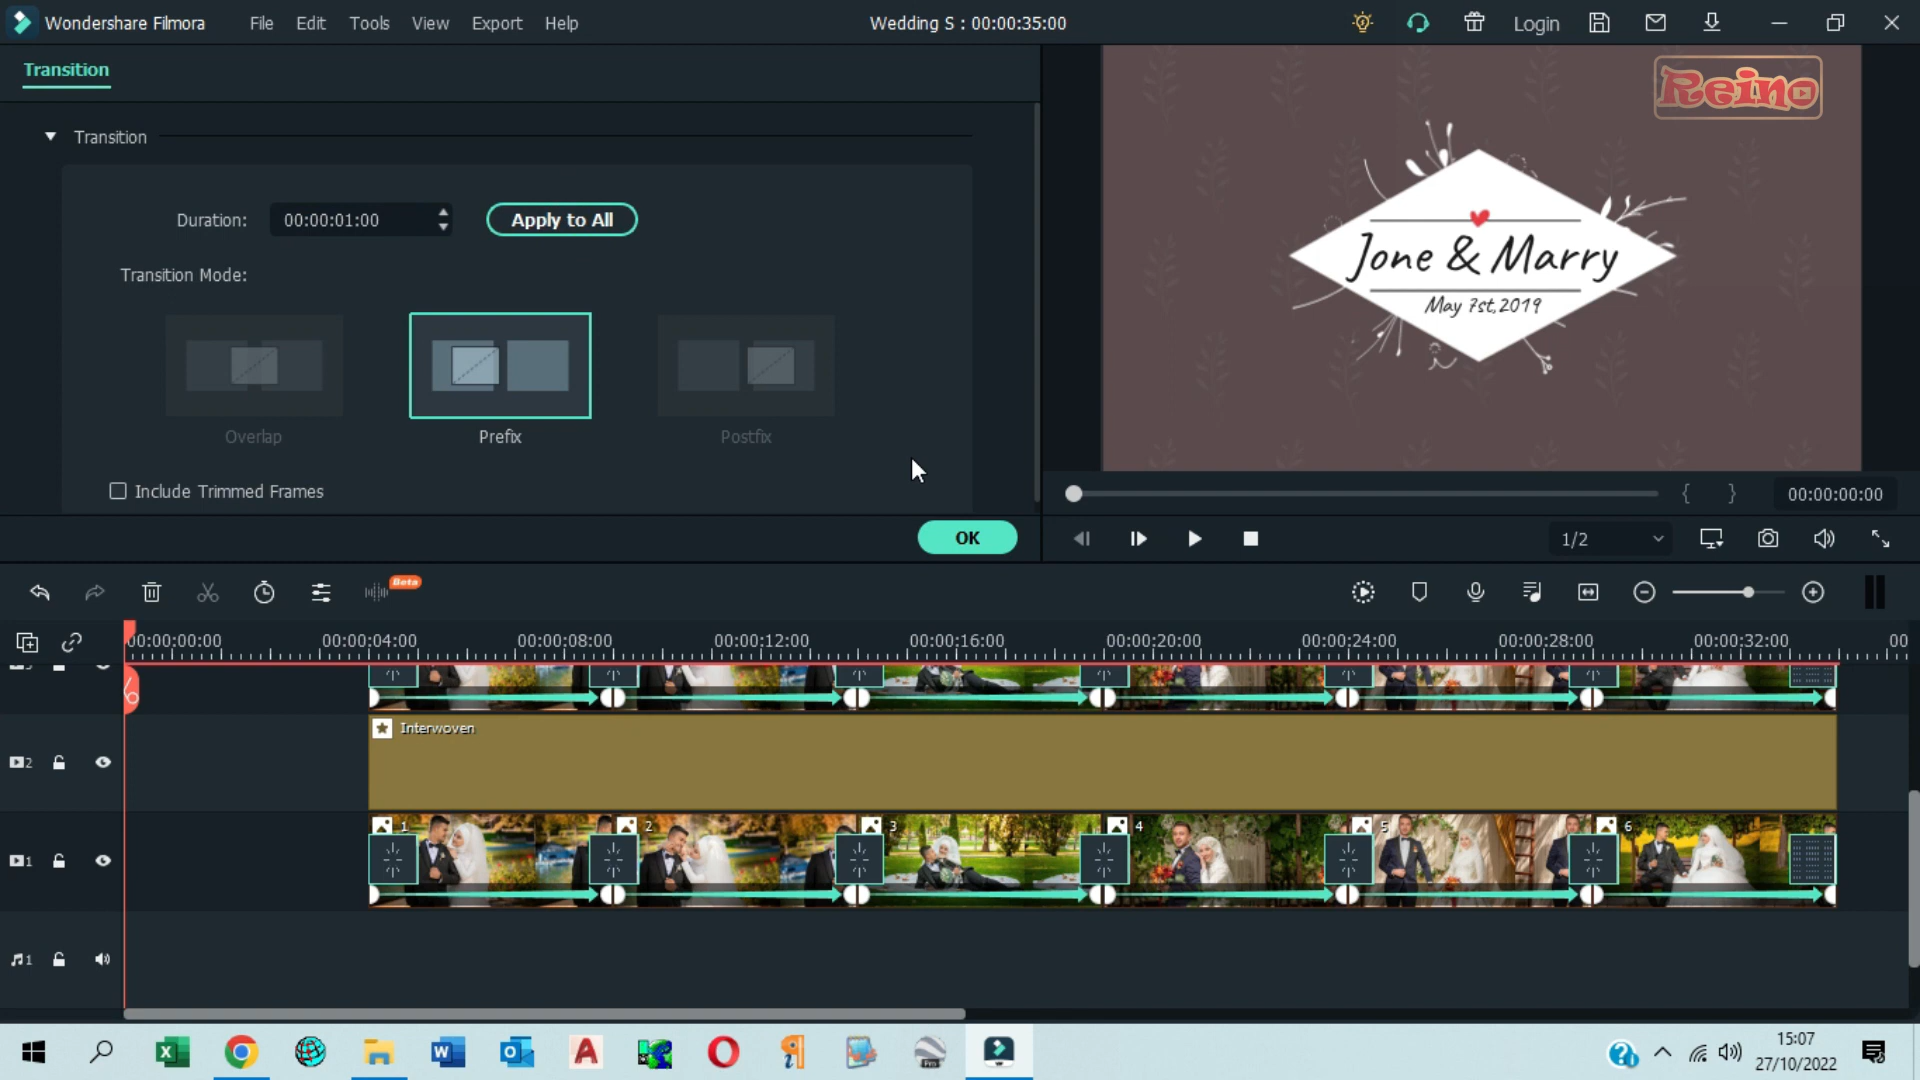 Wondershare Filmora
File
Edit
Tools
View
Export
Help
Wedding S : 00:00:35:00
Login
Transition
Transition
Duration:
00:00:01:00
Apply to All
Transition Mode:
Overlap
Prefix
Postfix
Include Trimmed Frames
OK
Reino
Jone & Marry
May 7st,2019
{ }
00:00:00:00
1/2
Beta
00:00:00:00
00:00:04:00
00:00:08:00
00:00:12:00
00:00:16:00
00:00:20:00
00:00:24:00
00:00:28:00
00:00:32:00
00
2
Interwoven
1
1
2
3
4
5
6
1
15:07
27/10/2022